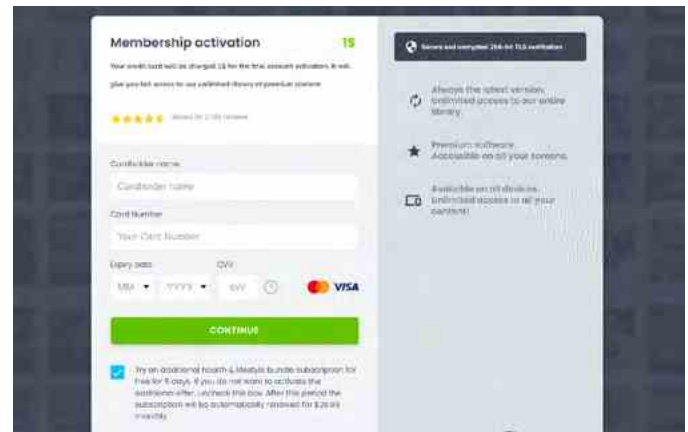 Membership activation
1$
Your credit card will be charged 1$ for the trial account activation. It will
give you full access to our unlimited library of premium content
Secure and encrypted 256-bit TLS
Always the latest version.
Unlimited access to our entire
library
Premium software.
Accessible on all your screens.
Available on all devices.
Unlimited access to all your
content!
Cardholder name
Cardholder name
Card Number
Your Card Number
Expiry date
CVV
MM
YYYY
CVV
VISA
CONTINUE
Try an additional health & lifestyle bundle subscription for
free for 5 days. If you do not want to activate the
additional offer, uncheck this box. After this period the
subscription will be automatically renewed for
monthly